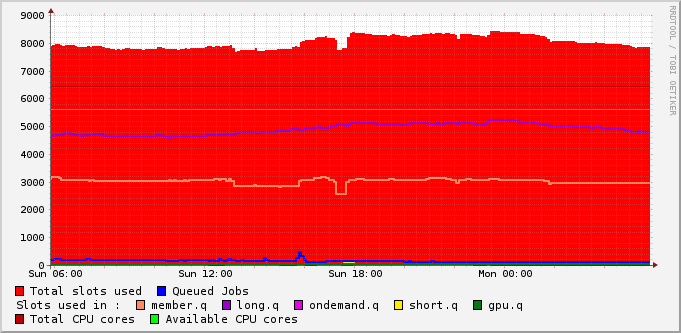 9000
8000
7000
6000
5000
4000
3000
2000
1000
0
Sun 06:00 Sun 12:00 Sun 18:00 Mon 00:00
RRDTOOL / TOBI OETIKER
Total slots used Queued Jobs
Slots used in : member.q long.q ondemand.q short.q gpu.q
Total CPU cores Available CPU cores